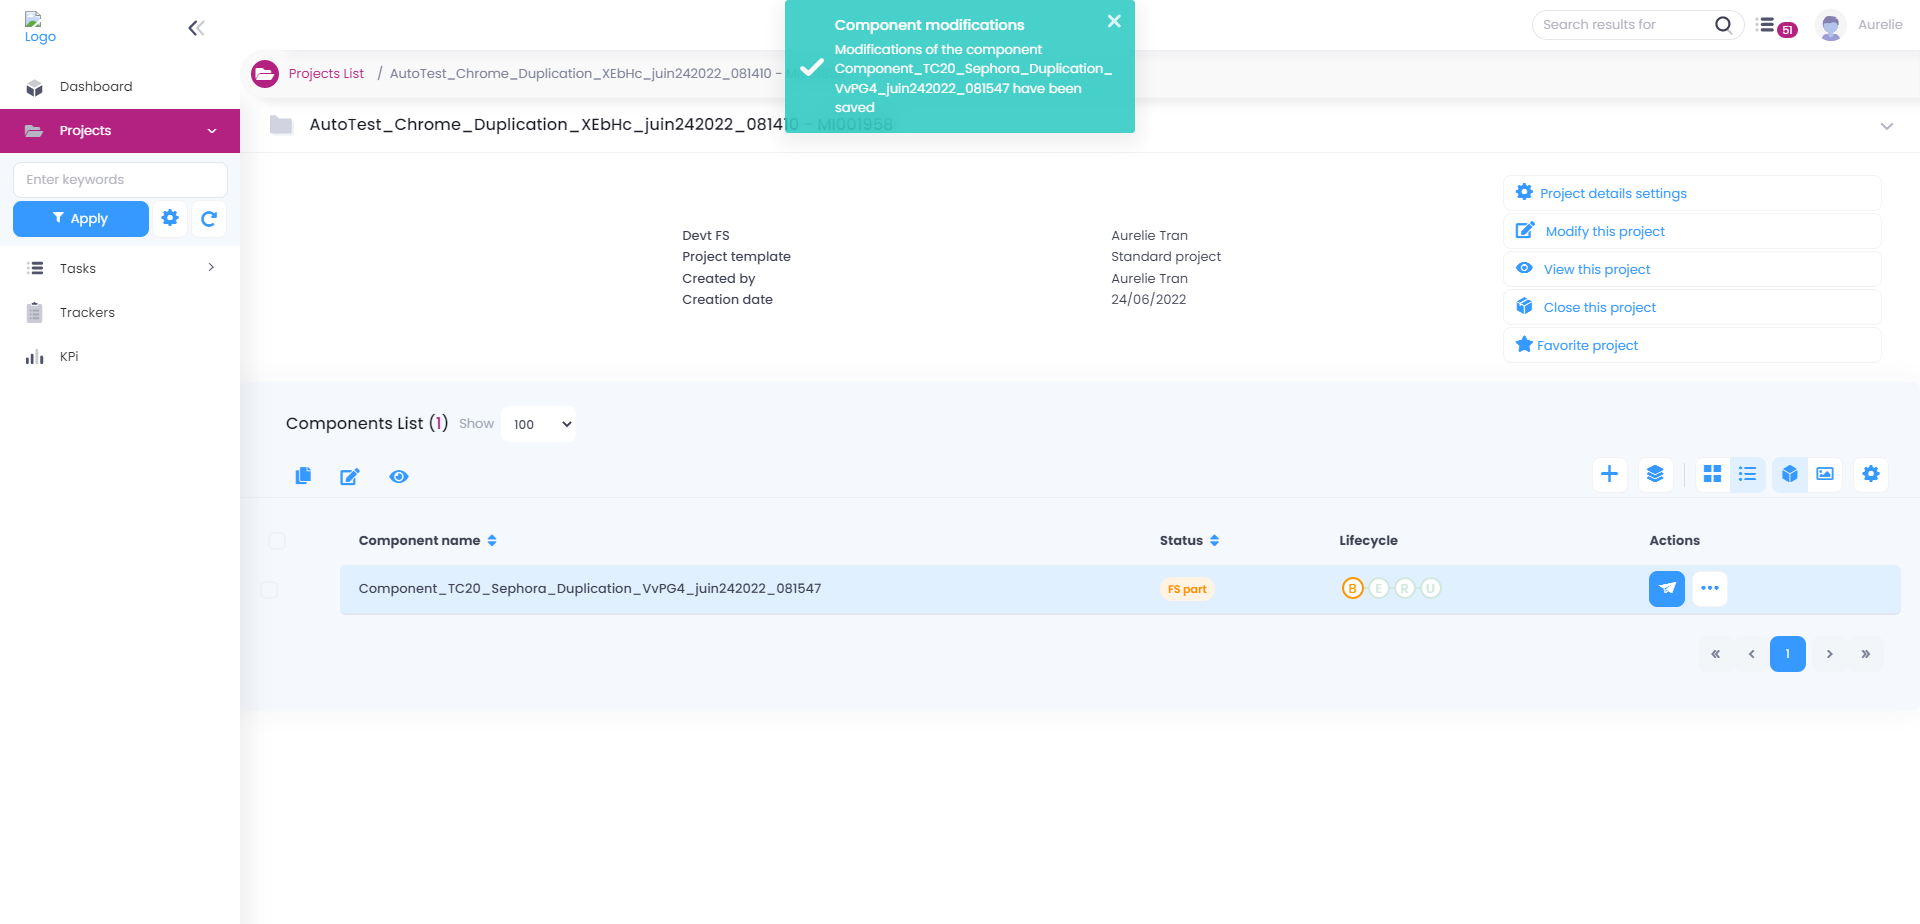 Logo
Dashboard
Projects
Enter keywords
Apply
Tasks
Trackers
KPi
Component modifications
Modifications of the component
Component_TC20_Sephora_Duplication_
VvPG4_juin242022_081547 have been
saved
Search results for
51
Aurelie
Projects List / AutoTest_Chrome_Duplication_XEbHc_juin242022_081410 -
AutoTest_Chrome_Duplication_XEbHc_juin242022_081410 - MI001958
Devt FS Aurelie Tran
Project template Standard project
Created by Aurelie Tran
Creation date 24/06/2022
Project details settings
Modify this project
View this project
Close this project
Favorite project
Components List (1) Show 100
Component name Status Lifecycle Actions
Component_TC20_Sephora_Duplication_VvPG4_juin242022_081547 FS part B E R U
« ‹ 1 › »